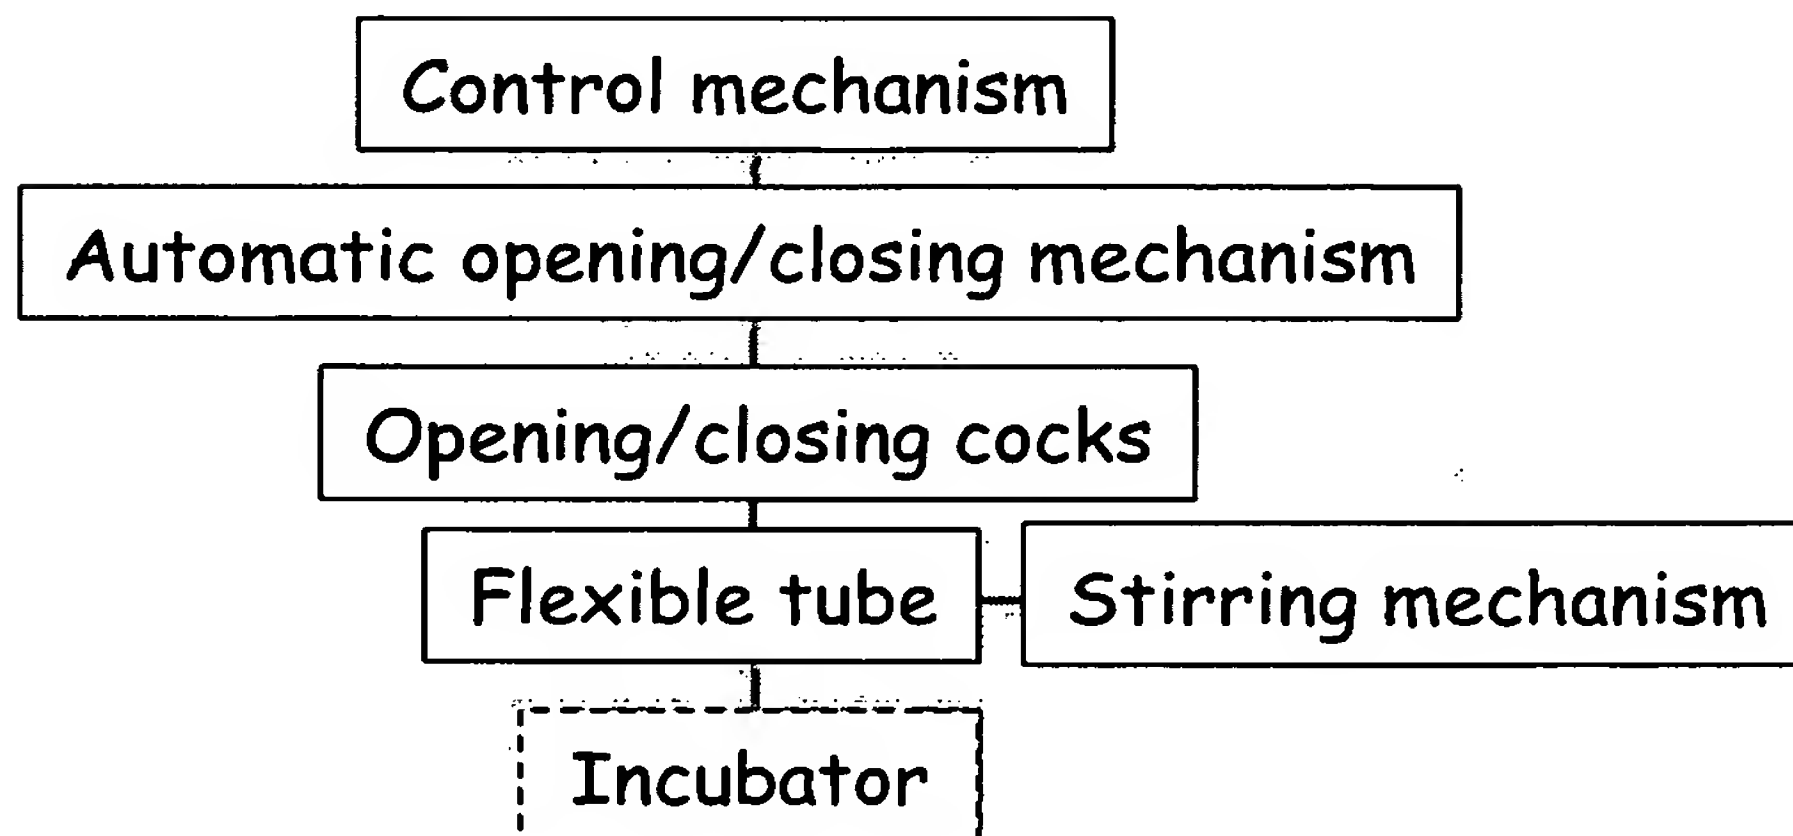 Control mechanism
Automatic opening/closing mechanism
Opening/closing cocks
Flexible tube
Stirring mechanism
Incubator